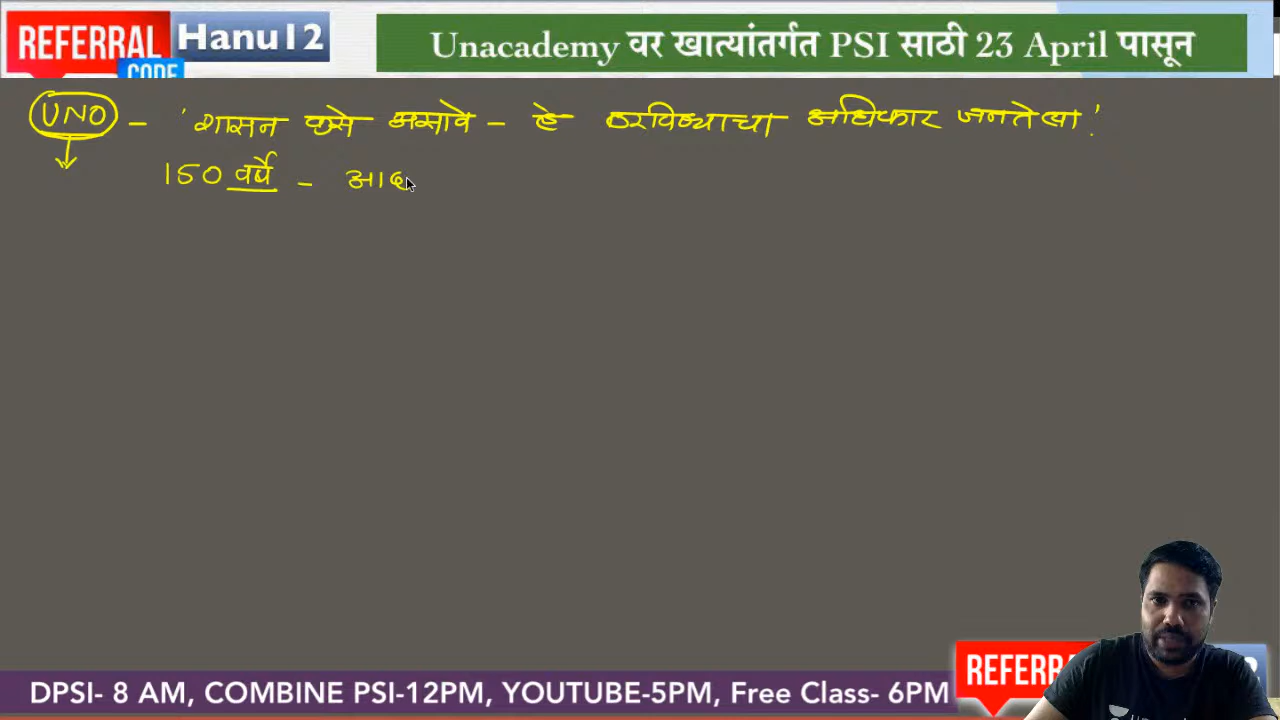 REFERRAL CODE Hanu12
Unacademy वर खात्यांतर्गत PSI साठी 23 April पासून
UNO – 'शासन कसे असावे – हे ठरविण्याचा अधिकार जनतेला!'
150 वर्षे –
REFERRAL
DPSI- 8 AM, COMBINE PSI-12PM, YOUTUBE-5PM, Free Class- 6PM